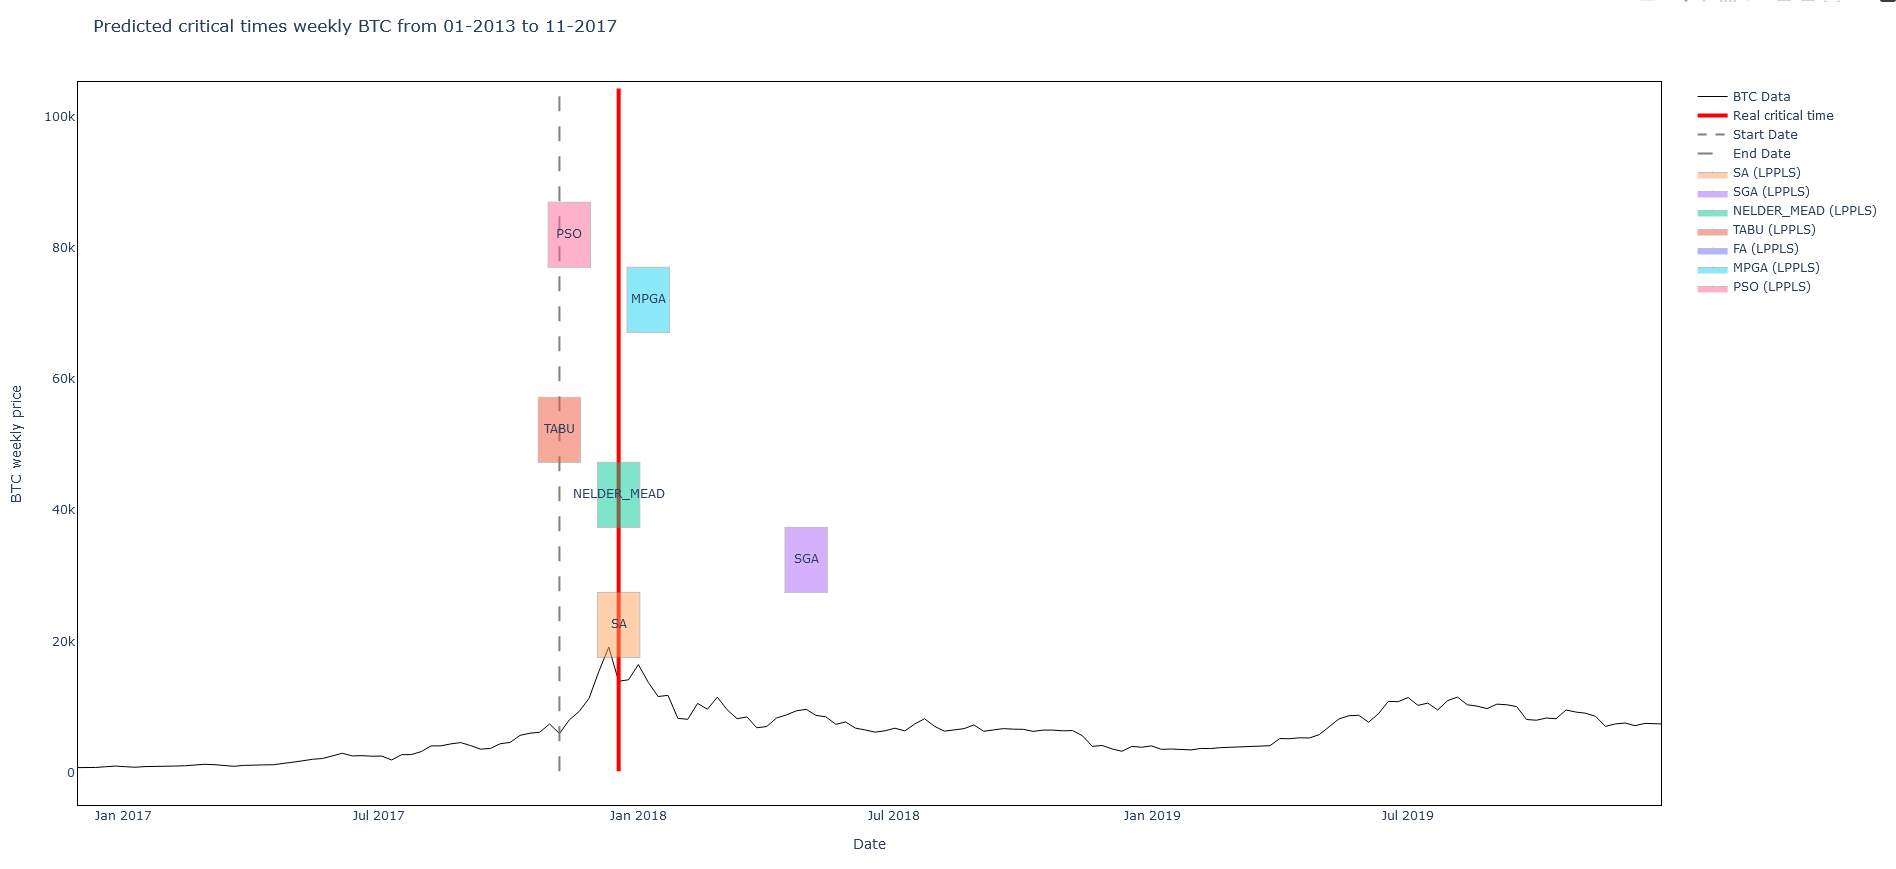 Predicted critical times weekly BTC from 01-2013 to 11-2017
BTC weekly price
100k
80k
60k
40k
20k
0
PSO
MPGA
TABU
NELDER_MEAD
SGA
SA
Jan 2017
Jul 2017
Jan 2018
Jul 2018
Jan 2019
Jul 2019
Date
BTC Data
Real critical time
Start Date
End Date
SA (LPPLS)
SGA (LPPLS)
NELDER_MEAD (LPPLS)
TABU (LPPLS)
FA (LPPLS)
MPGA (LPPLS)
PSO (LPPLS)